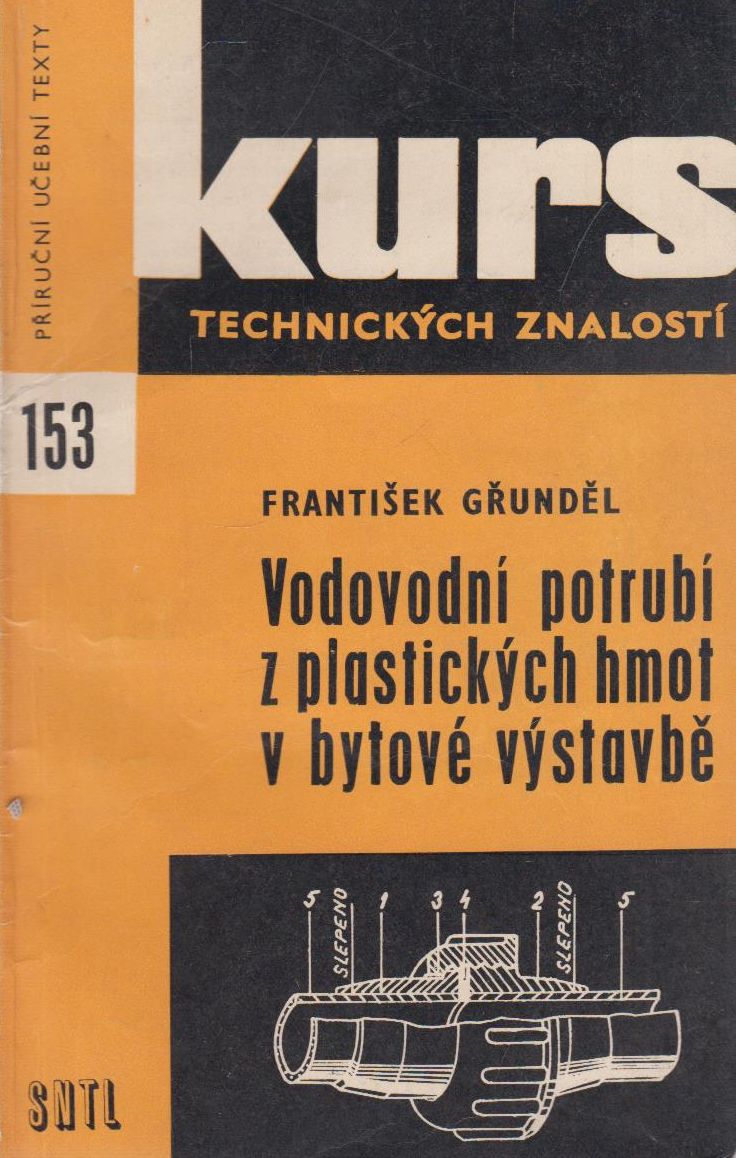 PŘÍRUČNÍ UČEBNÍ TEXTY
kurs
TECHNICKÝCH ZNALOSTÍ
153
FRANTIŠEK GŘUNDĚL
Vodovodní potrubí
z plastických hmot
v bytové výstavbě
5 SLEPENO 1 3 4 2 SLEPENO 5
SNTL